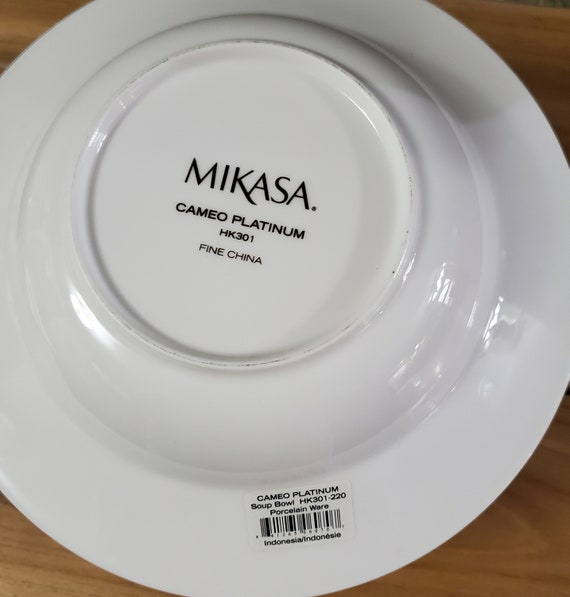 MIKASA®
CAMEO PLATINUM
HK301
FINE CHINA
CAMEO PLATINUM
Soup Bowl HK301-220
Porcelain Ware
Indonesia/Indonésie